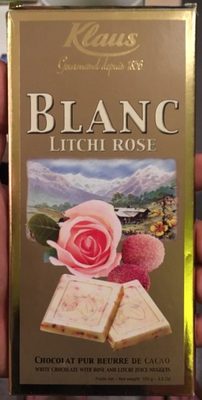 Klaus
Gourmand depuis 1856
BLANC
LITCHI ROSE
CHOCOLAT PUR BEURRE DE CACAO
WHITE CHOCOLATE WITH ROSE AND LITCHI JUICE NUGGETS